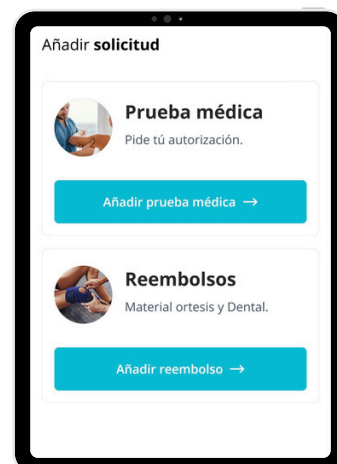 Añadir solicitud
Prueba médica
Pide tú autorización.
Añadir prueba médica →
Reembolsos
Material ortesis y Dental.
Añadir reembolso →